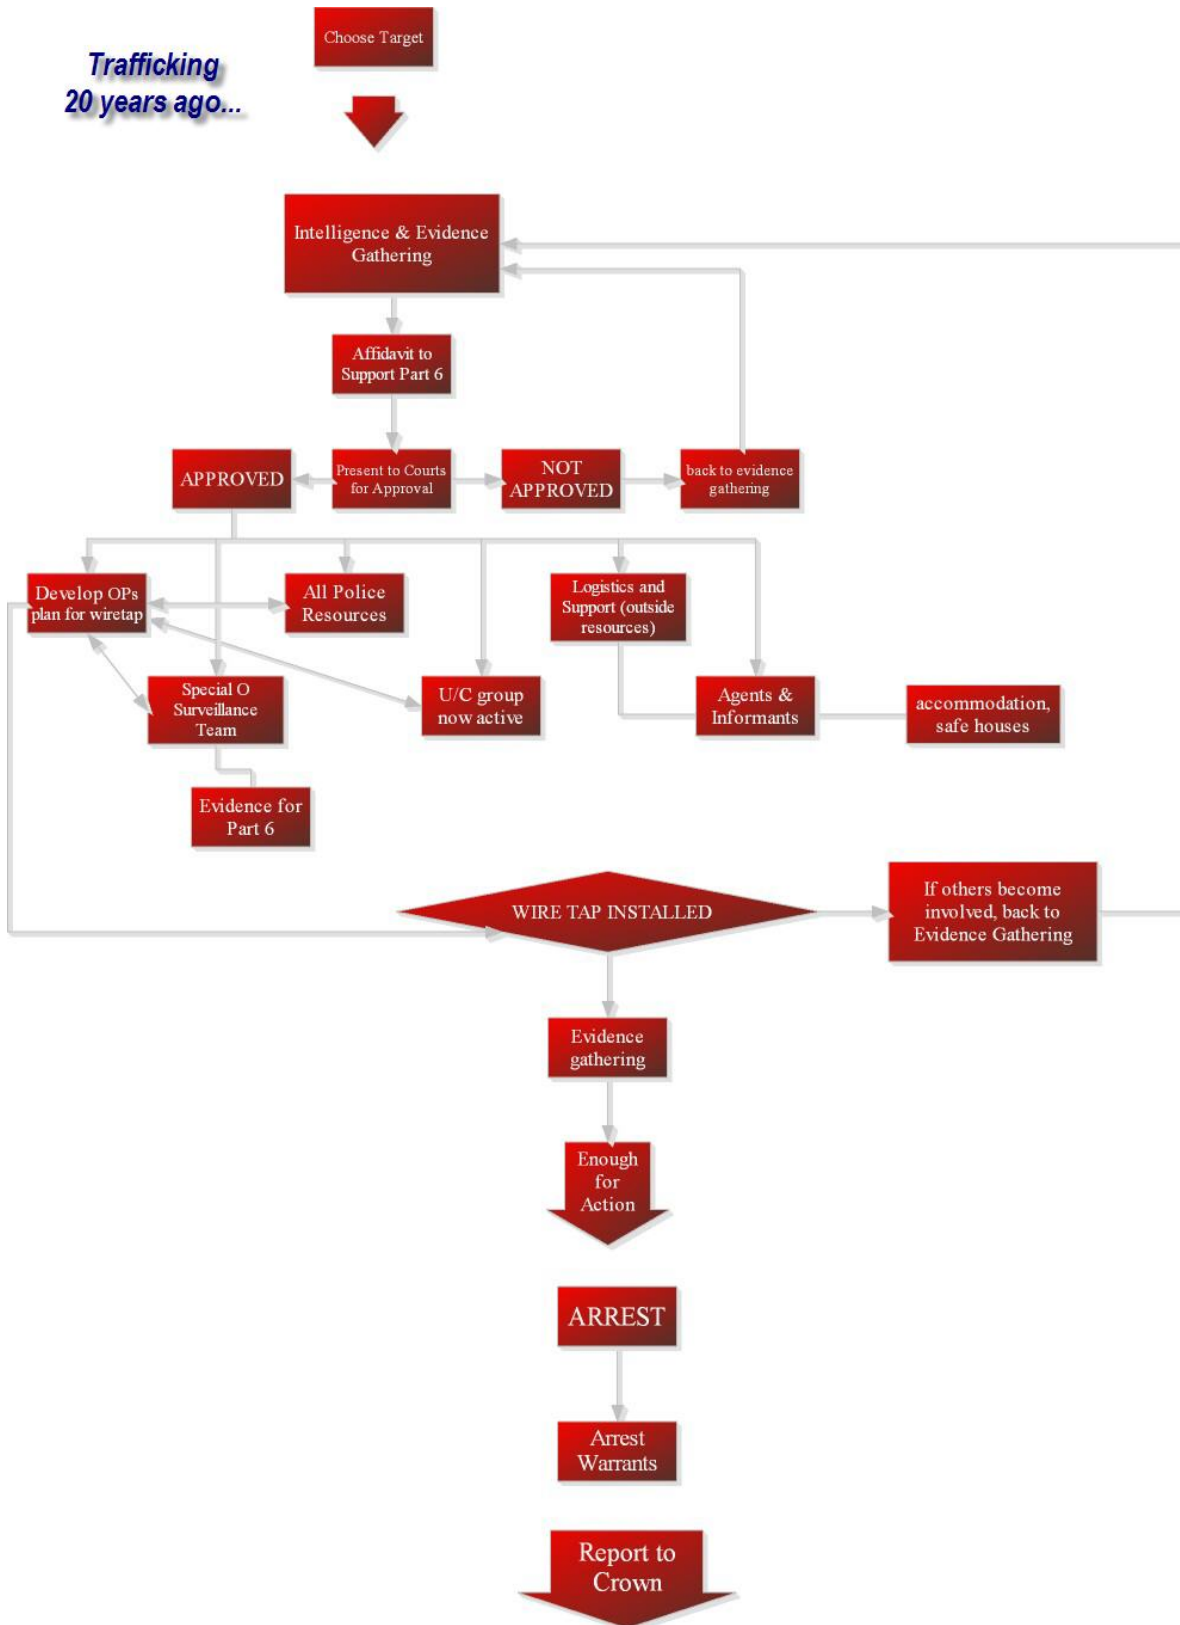 Trafficking
20 years ago...
Choose Target
Intelligence & Evidence
Gathering
Affidavit to
Support Part 6
APPROVED
Present to Courts
for Approval
NOT
APPROVED
back to evidence
gathering
Develop OPs
plan for wiretap
All Police
Resources
Logistics and
Support (outside
resources)
Special O
Surveillance
Team
U/C group
now active
Agents &
Informants
accommodation,
safe houses
Evidence for
Part 6
WIRE TAP INSTALLED
If others become
involved, back to
Evidence Gathering
Evidence
gathering
Enough
for
Action
ARREST
Arrest
Warrants
Report to
Crown